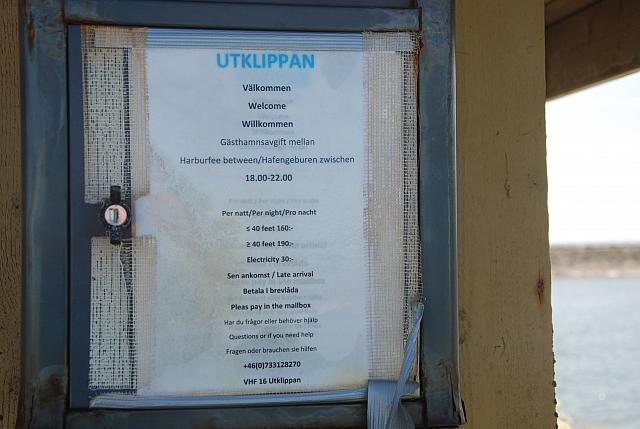 UTKLIPPAN
Välkommen
Welcome
Willkommen
Gästhamnsavgift mellan
Harburfee between/Hafengeburen zwischen
18.00-22.00
Per natt/Per night/Pro nacht
≤ 40 feet 160:-
≥ 40 feet 190:-
Electricity 30:-
Sen ankomst / Late arrival
Betala I brevlåda
Pleas pay in the mailbox
Har du frågor eller behöver hjälp
Questions or if you need help
Fragen oder brauchen sie hilfen
+46(0)733128270
VHF 16 Utklippan